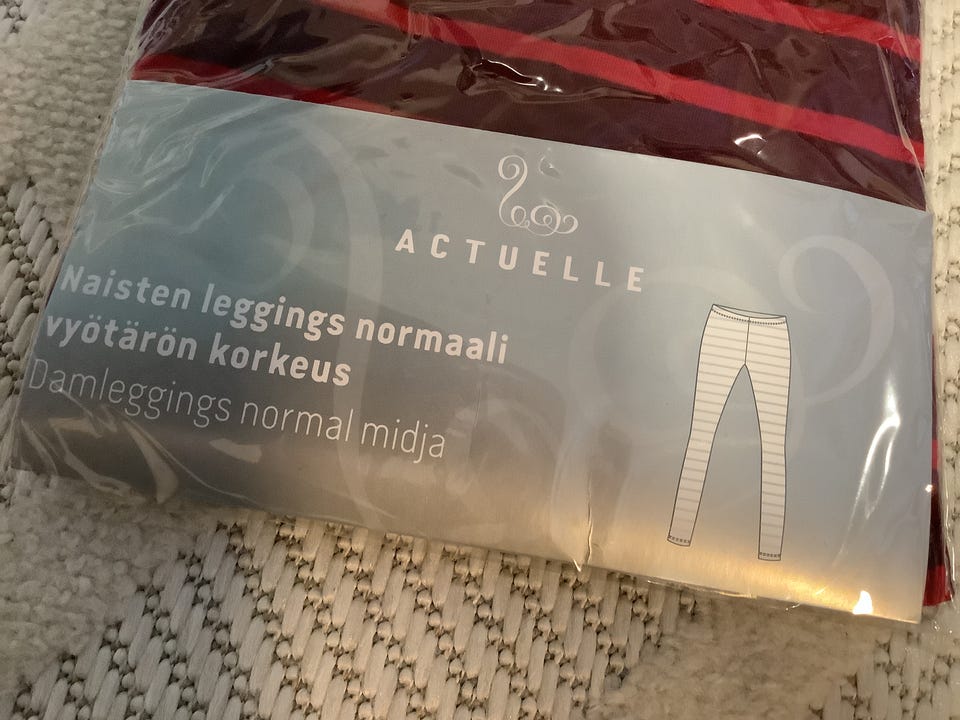 ACTUELLE
Naisten leggings normaali
vyötärön korkeus
Damleggings normal midja